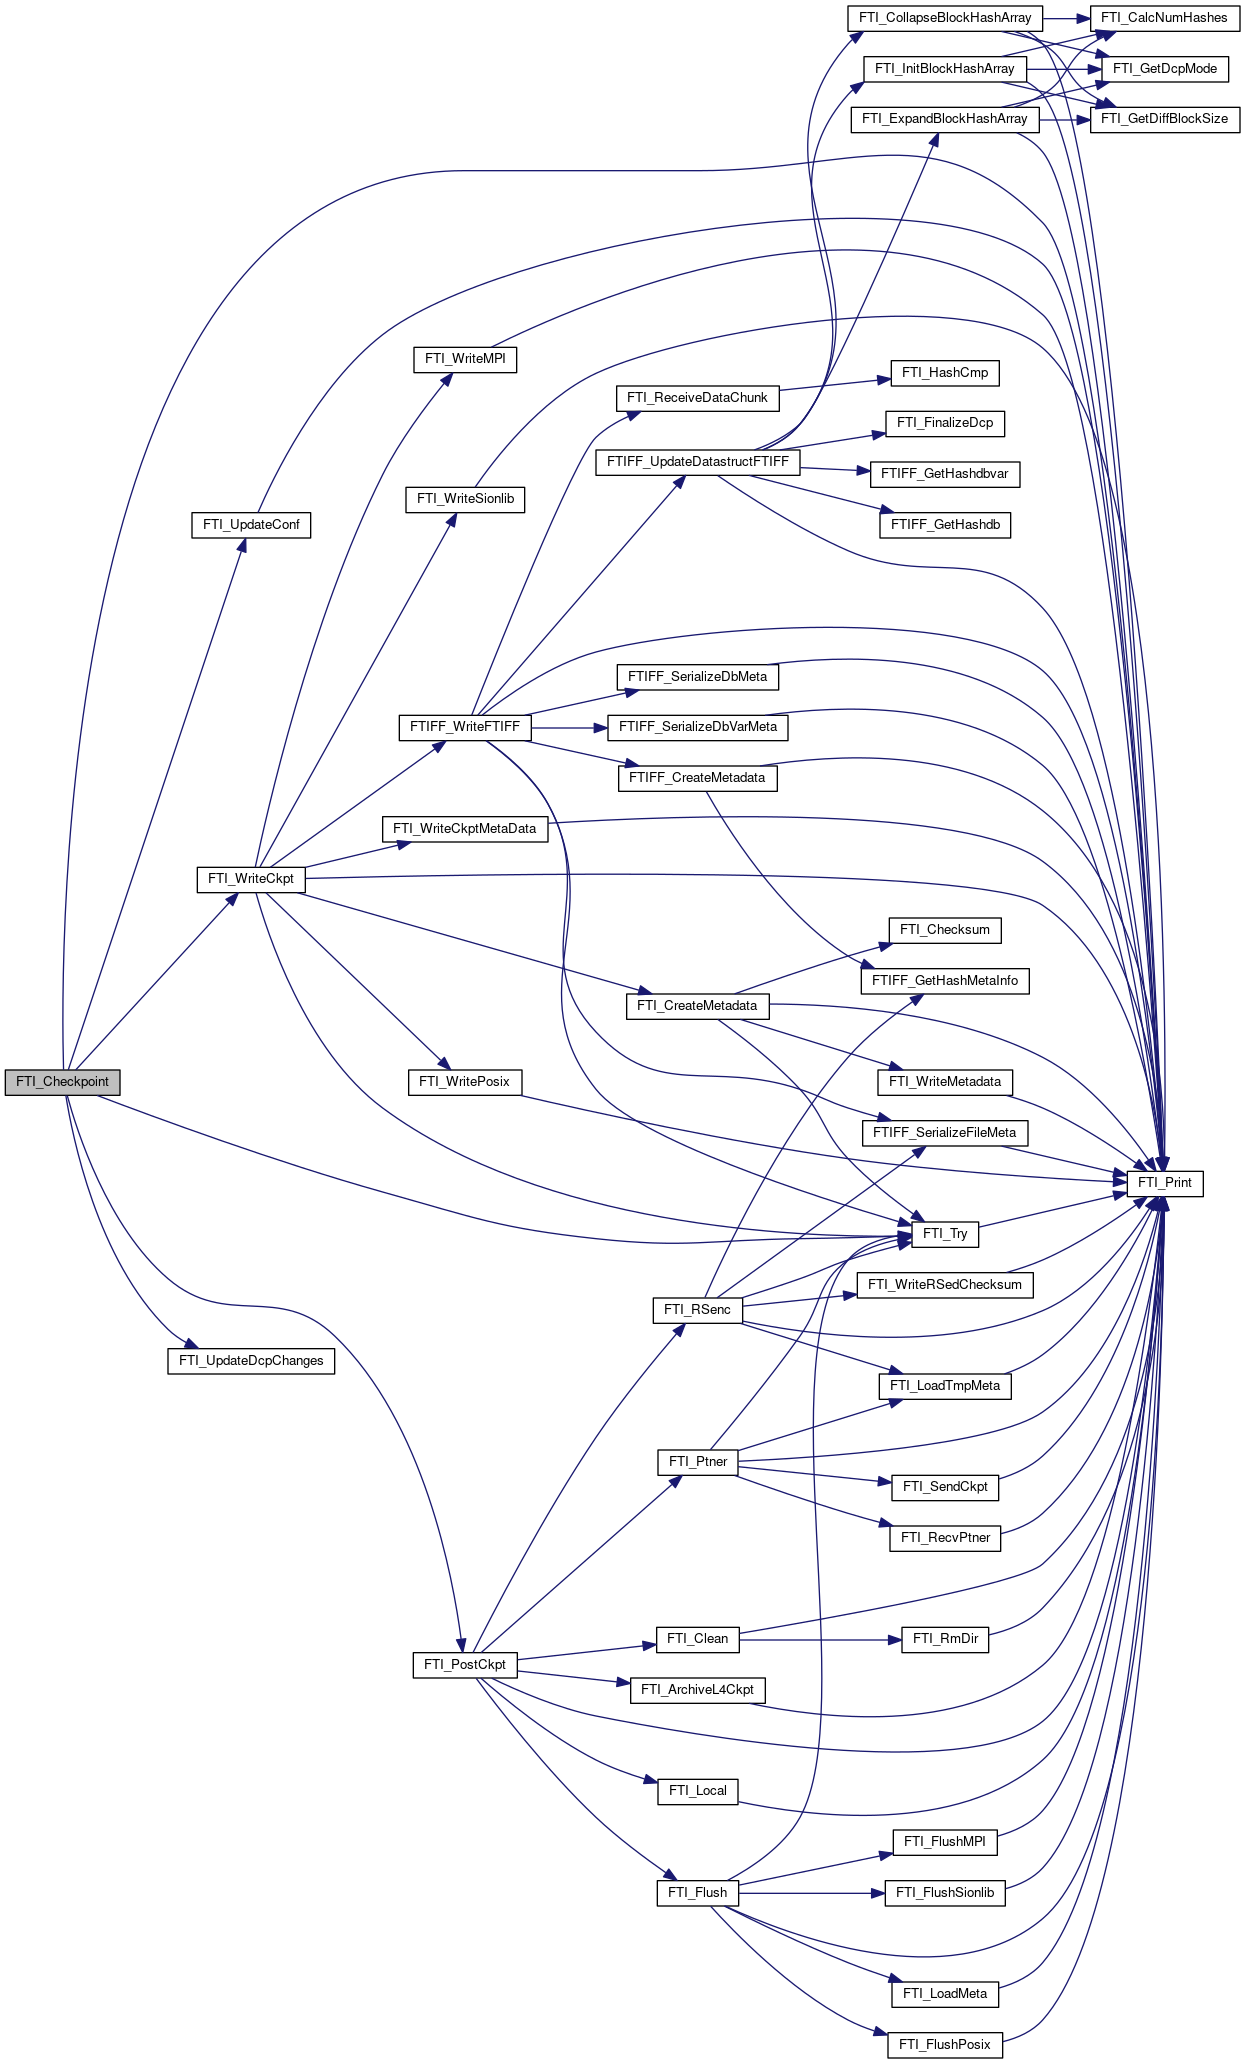 FTI_CollapseBlockHashArray
FTI_CalcNumHashes
FTI_InitBlockHashArray
FTI_GetDcpMode
FTI_ExpandBlockHashArray
FTI_GetDiffBlockSize
FTI_WriteMPI
FTI_HashCmp
FTI_ReceiveDataChunk
FTI_FinalizeDcp
FTIFF_UpdateDatastructFTIFF
FTIFF_GetHashdbvar
FTI_WriteSionlib
FTI_UpdateConf
FTIFF_GetHashdb
FTIFF_SerializeDbMeta
FTIFF_WriteFTIFF
FTIFF_SerializeDbVarMeta
FTIFF_CreateMetadata
FTI_WriteCkptMetaData
FTI_WriteCkpt
FTI_Checksum
FTIFF_GetHashMetaInfo
FTI_CreateMetadata
FTI_Checkpoint
FTI_WritePosix
FTI_WriteMetadata
FTIFF_SerializeFileMeta
FTI_Print
FTI_Try
FTI_WriteRSedChecksum
FTI_RSenc
FTI_UpdateDcpChanges
FTI_LoadTmpMeta
FTI_Ptner
FTI_SendCkpt
FTI_RecvPtner
FTI_Clean
FTI_RmDir
FTI_PostCkpt
FTI_ArchiveL4Ckpt
FTI_Local
FTI_FlushMPI
FTI_Flush
FTI_FlushSionlib
FTI_LoadMeta
FTI_FlushPosix